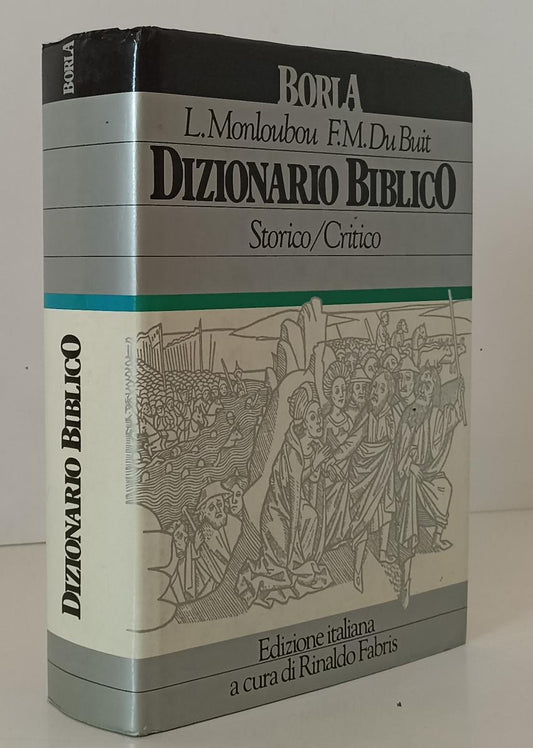 BORLA
DIZIONARIO BIBLICO
BORLA
L. Monloubou F.M. Du Buit
DIZIONARIO BIBLICO
Storico/Critico
Edizione italiana
a cura di Rinaldo Fabris